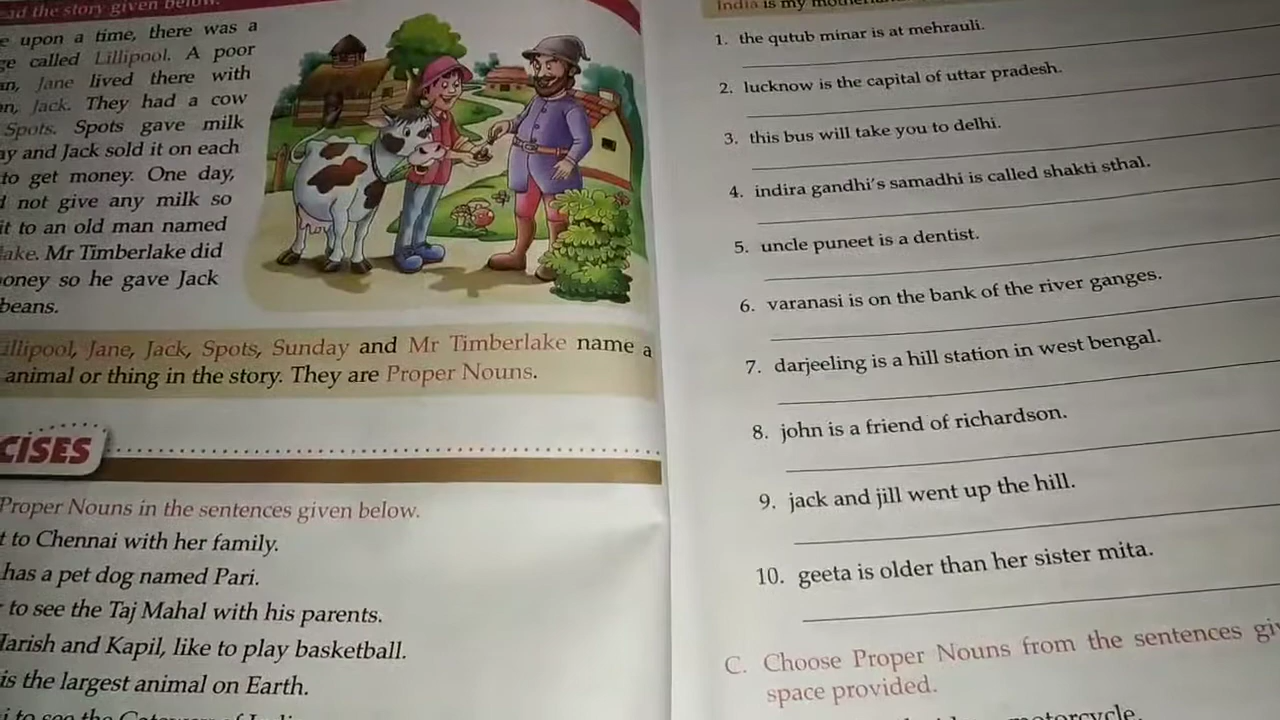 ad the story given below.
e upon a time, there was a
ge called Lillipool. A poor
an, Jane lived there with
on, Jack. They had a cow
Spots. Spots gave milk
ay and Jack sold it on each
to get money. One day,
d not give any milk so
it to an old man named
lake. Mr Timberlake did
oney so he gave Jack
beans.
illipool, Jane, Jack, Spots, Sunday and Mr Timberlake name a
animal or thing in the story. They are Proper Nouns.
CISES
Proper Nouns in the sentences given below.
t to Chennai with her family.
has a pet dog named Pari.
to see the Taj Mahal with his parents.
Harish and Kapil, like to play basketball.
is the largest animal on Earth.
to see the Gateway of
India is my
1. the qutub minar is at mehrauli.
2. lucknow is the capital of uttar pradesh.
3. this bus will take you to delhi.
4. indira gandhi's samadhi is called shakti sthal.
5. uncle puneet is a dentist.
6. varanasi is on the bank of the river ganges.
7. darjeeling is a hill station in west bengal.
8. john is a friend of richardson.
9. jack and jill went up the hill.
10. geeta is older than her sister mita.
C. Choose Proper Nouns from the sentences gi
space provided.
motorcycle.